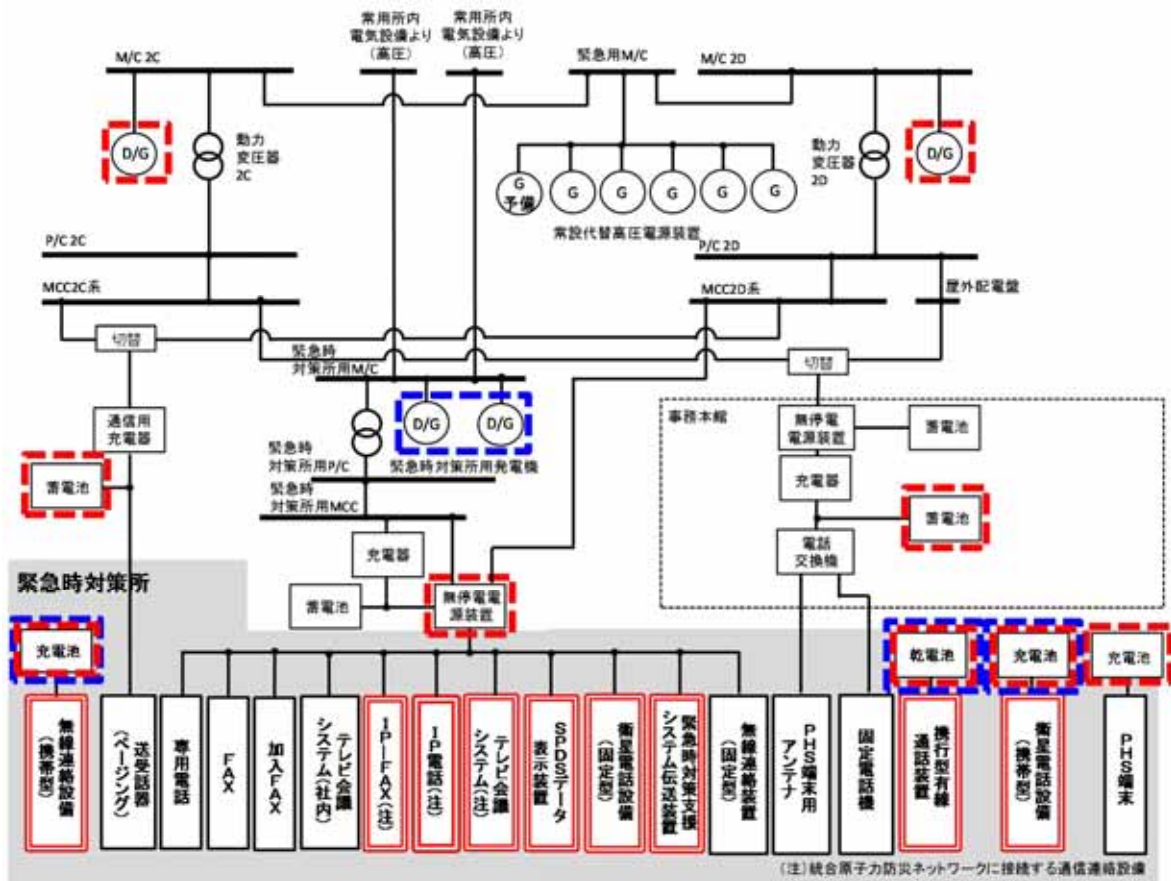 常用所内
電気設備より
（高圧）
常用所内
電気設備より
（高圧）
M/C 2C
緊急用M/C
M/C 2D
D/G
動力
変圧器
2C
G
予備
G
G
G
G
G
常設代替高圧電源装置
動力
変圧器
2D
D/G
P/C 2C
P/C 2D
MCC2C系
MCC2D系
屋外配電盤
切替
緊急時
対策所用M/C
切替
通信用
充電器
D/G
D/G
緊急時
対策所用P/C
緊急時対策所用発電機
緊急時
対策所用MCC
事務本館
無停電
電源装置
蓄電池
充電器
蓄電池
電話
交換機
蓄電池
充電器
蓄電池
無停電電
源装置
緊急時対策所
充電池
乾電池
充電池
充電池
無線連絡設備
（携帯型）
送受話器
（ページング）
専用電話
FAX
加入FAX
テレビ会議
システム（社内）
IP-FAX（注）
IP電話（注）
テレビ会議
システム（注）
SPDSデータ
表示装置
衛星電話設備
（固定型）
緊急時対策支援
システム伝送装置
無線連絡装置
（固定型）
PHS端末用
アンテナ
固定電話機
携行型有線
通話装置
衛星電話設備
（携帯型）
PHS端末
（注）統合原子力防災ネットワークに接続する通信連絡設備